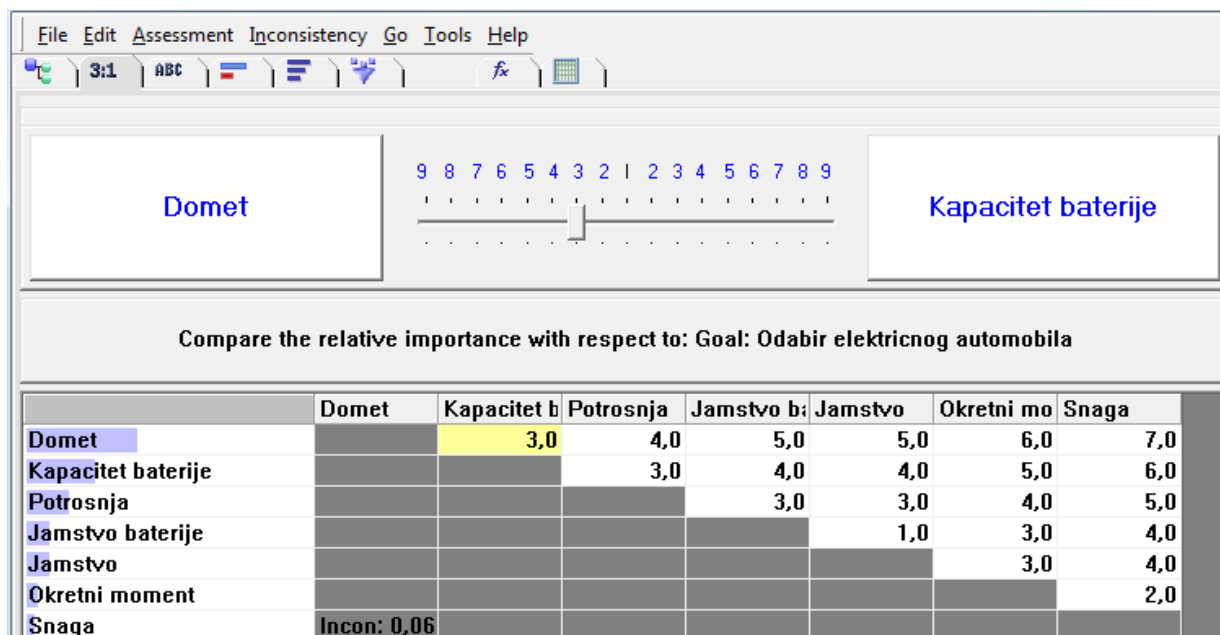 File Edit Assessment Inconsistency Go Tools Help
3:1 ABC fx
9 8 7 6 5 4 3 2 1 2 3 4 5 6 7 8 9
Domet Kapacitet baterije
Compare the relative importance with respect to: Goal: Odabir elektricnog automobila
Domet Kapacitet b Potrosnja Jamstvo ba Jamstvo Okretni mo Snaga
Domet 3,0 4,0 5,0 5,0 6,0 7,0
Kapacitet baterije 3,0 4,0 4,0 5,0 6,0
Potrosnja 3,0 3,0 4,0 5,0
Jamstvo baterije 1,0 3,0 4,0
Jamstvo 3,0 4,0
Okretni moment 2,0
Snaga Incon: 0,06